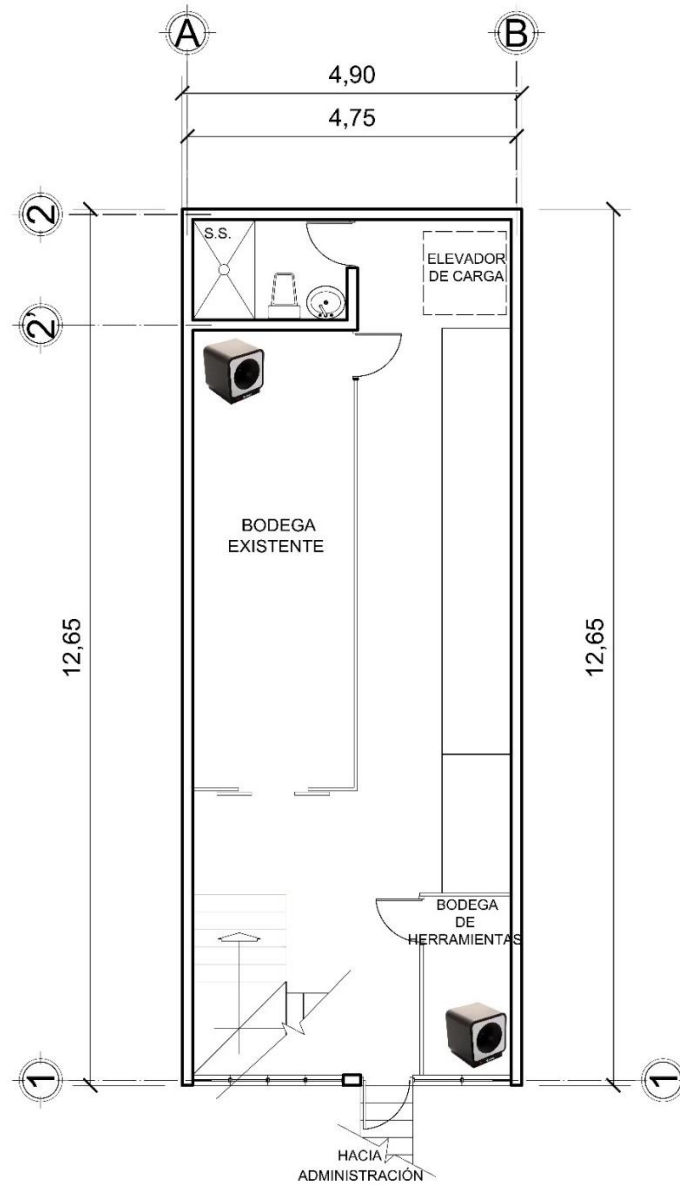 A
B
4,90
4,75
2
S.S.
ELEVADOR
DE CARGA
2'
BODEGA
EXISTENTE
12,65
12,65
BODEGA
DE
HERRAMIENTAS
1
1
HACIA
ADMINISTRACIÓN